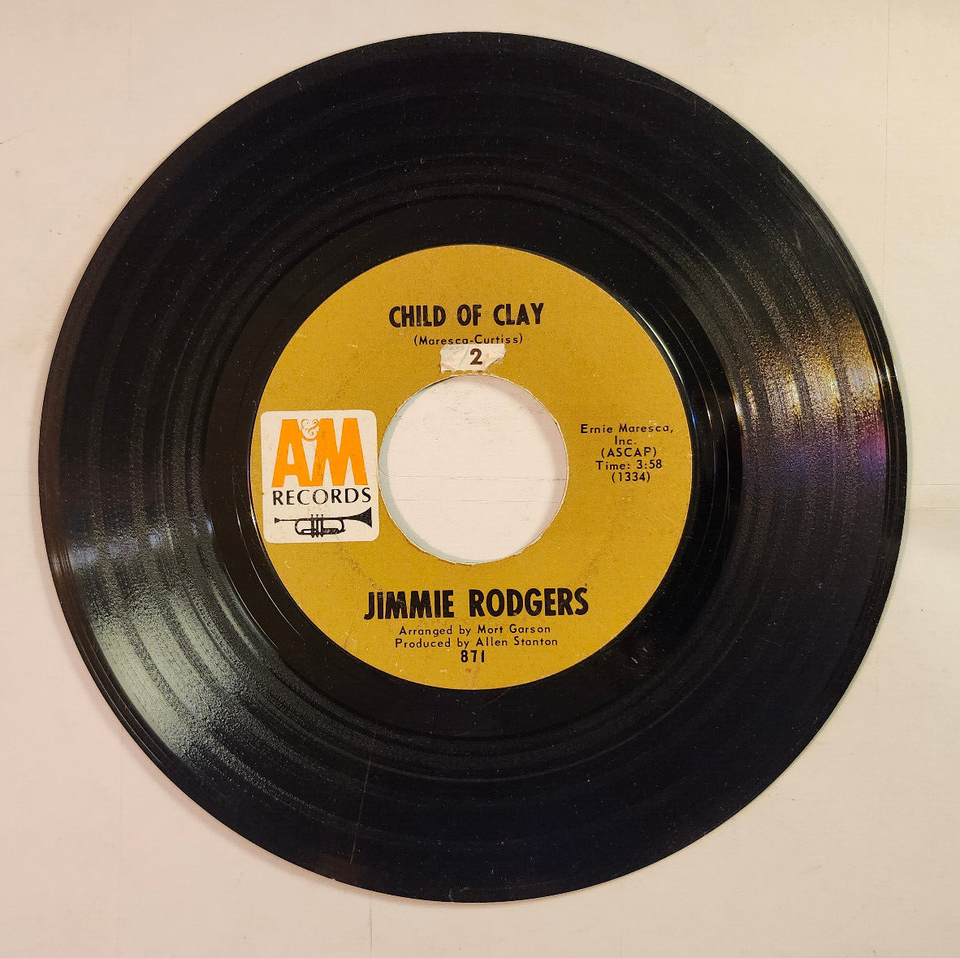 CHILD OF CLAY
(Maresca-Curtiss)
2
A&M
RECORDS
Ernie Maresca,
Inc.
(ASCAP)
Time: 3:58
(1334)
JIMMIE RODGERS
Arranged by Mort Garson
Produced by Allen Stanton
871